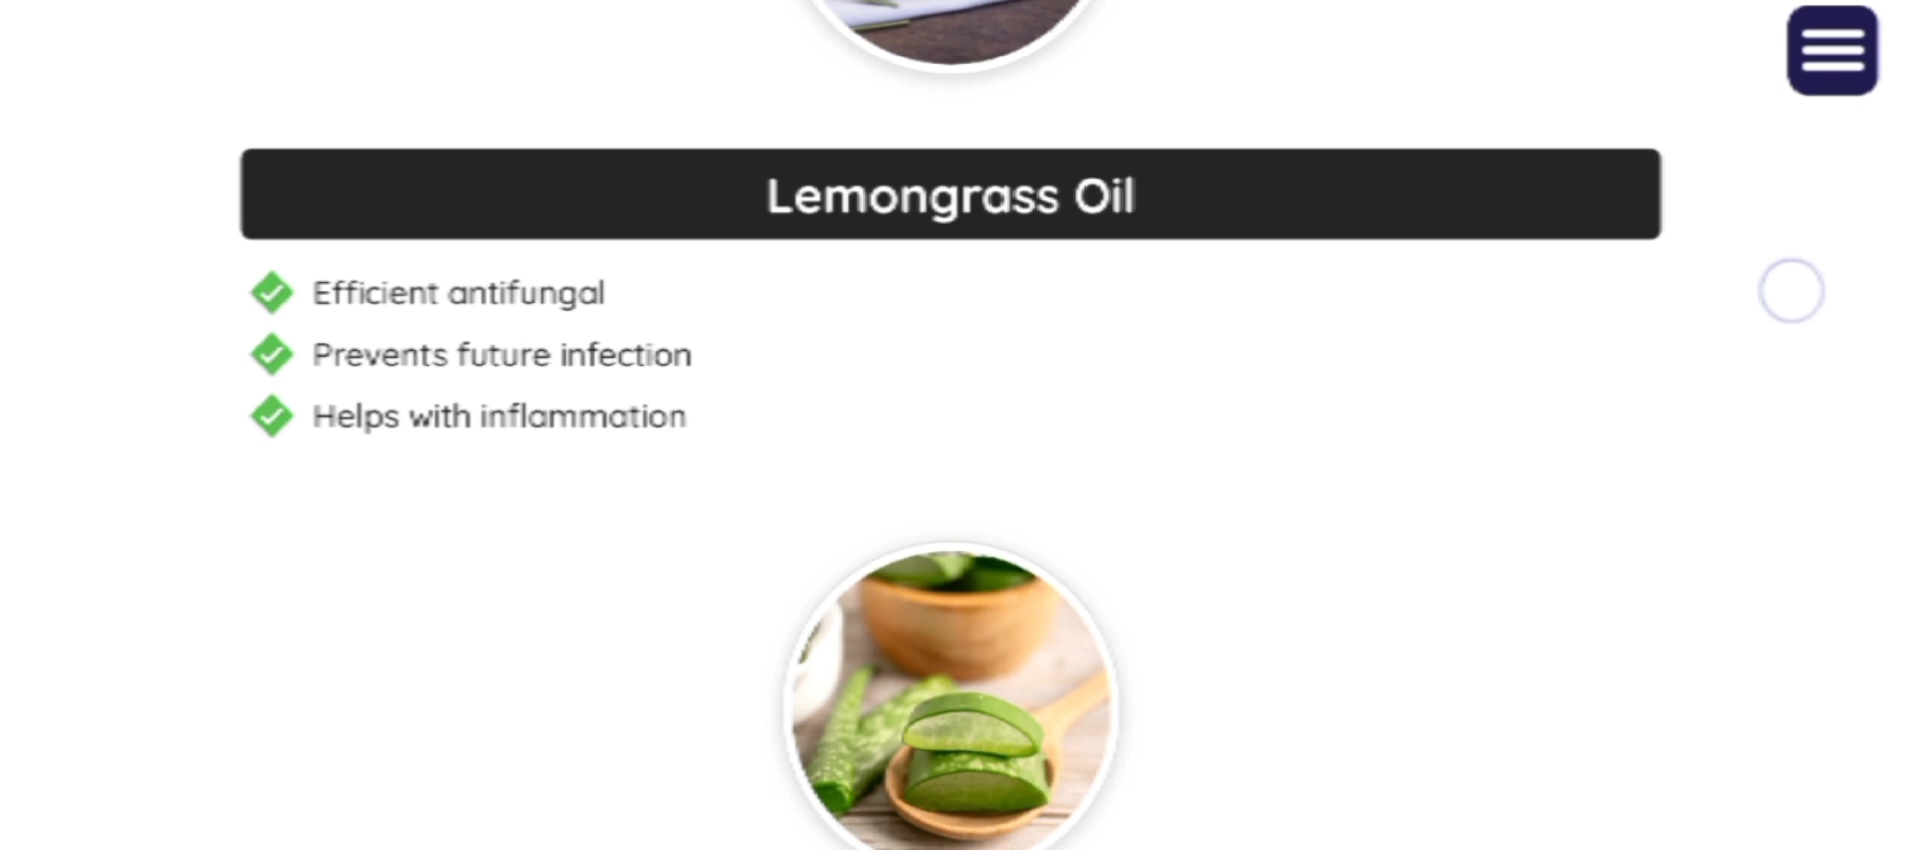 Lemongrass Oil
Efficient antifungal
Prevents future infection
Helps with inflammation